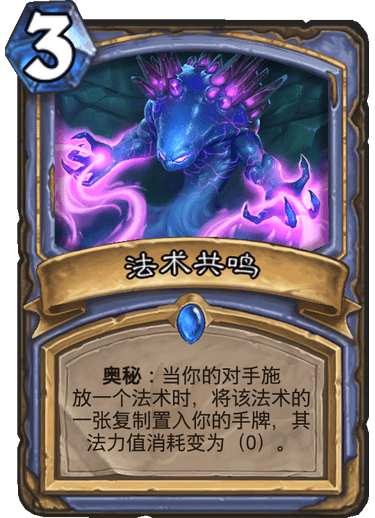 3
法术共鸣
奥秘：当你的对手施
放一个法术时，将该法术的
一张复制置入你的手牌，其
法力值消耗变为（0）。